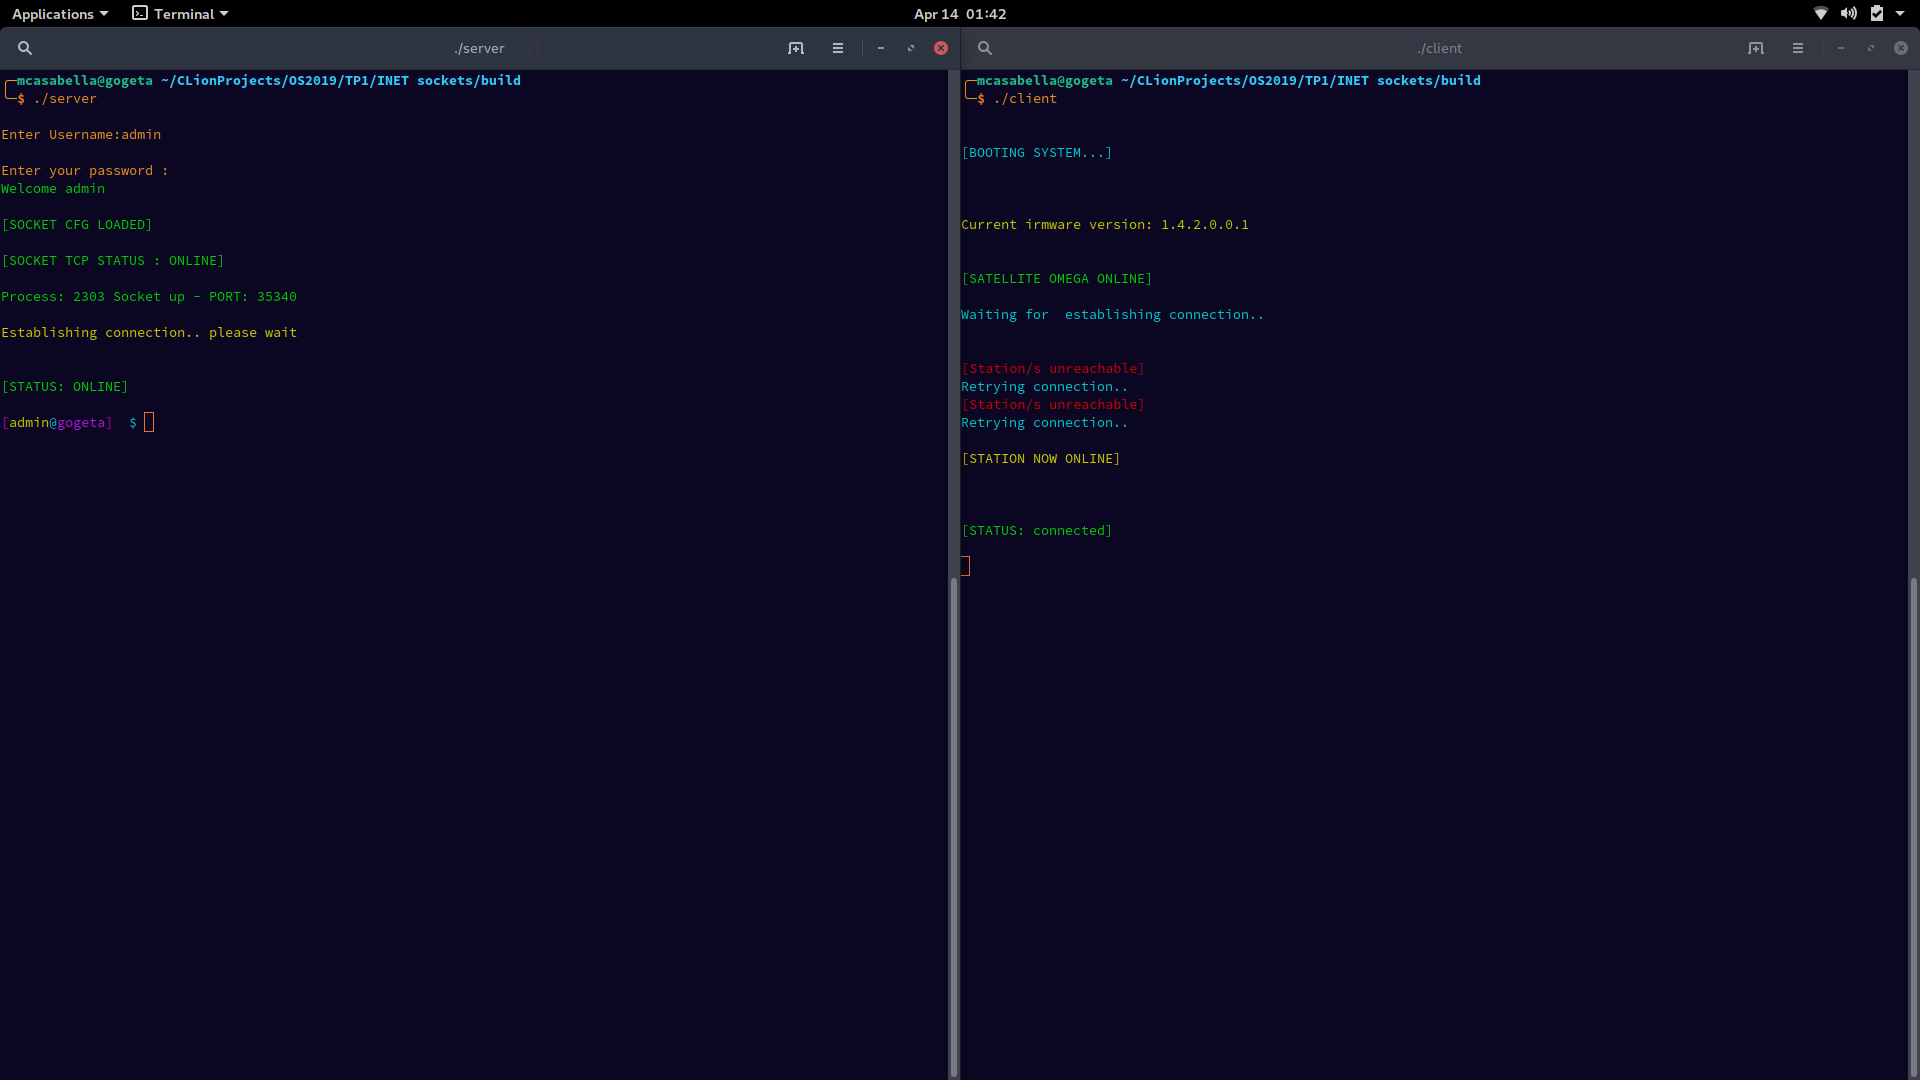 Applications Terminal Apr 14 01:42
./server
mcasabella@gogeta ~/CLionProjects/OS2019/TP1/INET sockets/build
$ ./server
Enter Username:admin
Enter your password :
Welcome admin
[SOCKET CFG LOADED]
[SOCKET TCP STATUS : ONLINE]
Process: 2303 Socket up - PORT: 35340
Establishing connection.. please wait
[STATUS: ONLINE]
[admin@gogeta] $
./client
mcasabella@gogeta ~/CLionProjects/OS2019/TP1/INET sockets/build
$ ./client
[BOOTING SYSTEM...]
Current irmware version: 1.4.2.0.0.1
[SATELLITE OMEGA ONLINE]
Waiting for  establishing connection..
[Station/s unreachable]
Retrying connection..
[Station/s unreachable]
Retrying connection..
[STATION NOW ONLINE]
[STATUS: connected]